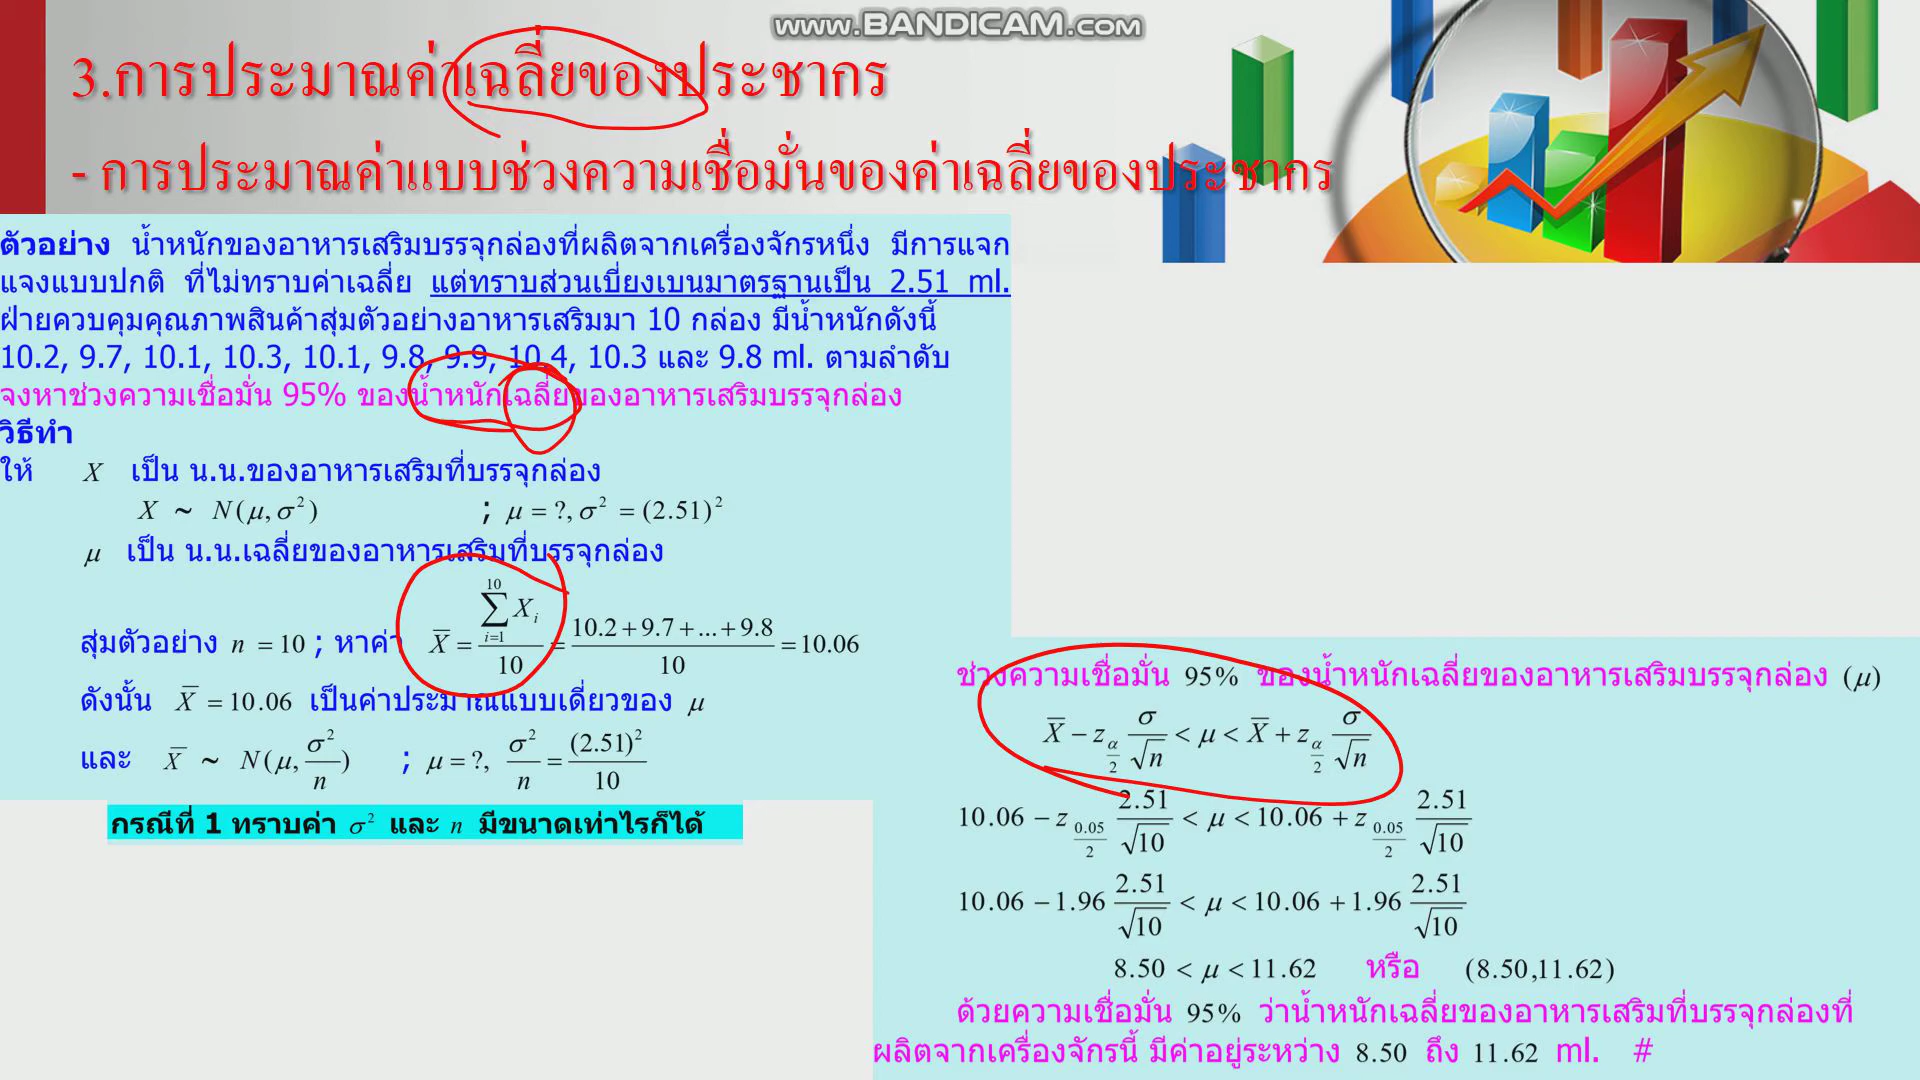 www.BANDICAM.com
3.การประมาณค่าเฉลี่ยของประชากร
- การประมาณค่าแบบช่วงความเชื่อมั่นของค่าเฉลี่ยของประชากร
ตัวอย่าง น้ำหนักของอาหารเสริมบรรจุกล่องที่ผลิตจากเครื่องจักรหนึ่ง มีการแจก
แจงแบบปกติ ที่ไม่ทราบค่าเฉลี่ย แต่ทราบส่วนเบี่ยงเบนมาตรฐานเป็น 2.51 ml.
ฝ่ายควบคุมคุณภาพสินค้าสุ่มตัวอย่างอาหารเสริมมา 10 กล่อง มีน้ำหนักดังนี้
10.2, 9.7, 10.1, 10.3, 10.1, 9.8, 9.9, 10.4, 10.3 และ 9.8 ml. ตามลำดับ
จงหาช่วงความเชื่อมั่น 95% ของน้ำหนักเฉลี่ยของอาหารเสริมบรรจุกล่อง
วิธีทำ
ให้ X เป็น น.น.ของอาหารเสริมที่บรรจุกล่อง
X ~ N(μ, σ²) ; μ = ?, σ² = (2.51)²
μ เป็น น.น.เฉลี่ยของอาหารเสริมที่บรรจุกล่อง
สุ่มตัวอย่าง n = 10 ; หาค่า X̄ = \frac{\sum_{i=1}^{10} X_i}{10} = \frac{10.2 + 9.7 + ... + 9.8}{10} = 10.06
ดังนั้น X̄ = 10.06 เป็นค่าประมาณแบบเดี่ยวของ μ
และ X̄ ~ N(μ, \frac{σ²}{n}) ; μ = ?, \frac{σ²}{n} = \frac{(2.51)²}{10}
กรณีที่ 1 ทราบค่า σ² และ n มีขนาดเท่าไรก็ได้
ช่วงความเชื่อมั่น 95% ของน้ำหนักเฉลี่ยของอาหารเสริมบรรจุกล่อง (μ)
X̄ − z_{\frac{α}{2}} \frac{σ}{\sqrt{n}} < μ < X̄ + z_{\frac{α}{2}} \frac{σ}{\sqrt{n}}
10.06 − z_{\frac{0.05}{2}} \frac{2.51}{\sqrt{10}} < μ < 10.06 + z_{\frac{0.05}{2}} \frac{2.51}{\sqrt{10}}
10.06 − 1.96 \frac{2.51}{\sqrt{10}} < μ < 10.06 + 1.96 \frac{2.51}{\sqrt{10}}
8.50 < μ < 11.62 หรือ (8.50,11.62)
ด้วยความเชื่อมั่น 95% ว่าน้ำหนักเฉลี่ยของอาหารเสริมที่บรรจุกล่องที่
ผลิตจากเครื่องจักรนี้ มีค่าอยู่ระหว่าง 8.50 ถึง 11.62 ml. #